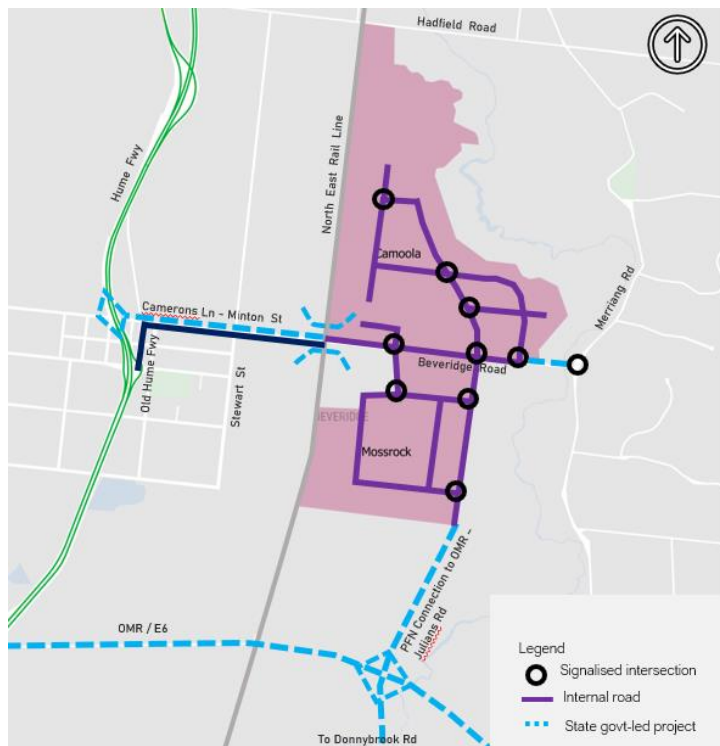 Hadfield Road
Hume Fwy
North East Rail Line
Camoola
Merriang Rd
Camerons Ln - Minton St
Old Hume Fwy
Stewart St
Beveridge Road
BEVERIDGE
Mossrock
PFN Connection to OMR -
Julians Rd
OMR / E6
To Donnybrook Rd
Legend
Signalised intersection
Internal road
State govt-led project